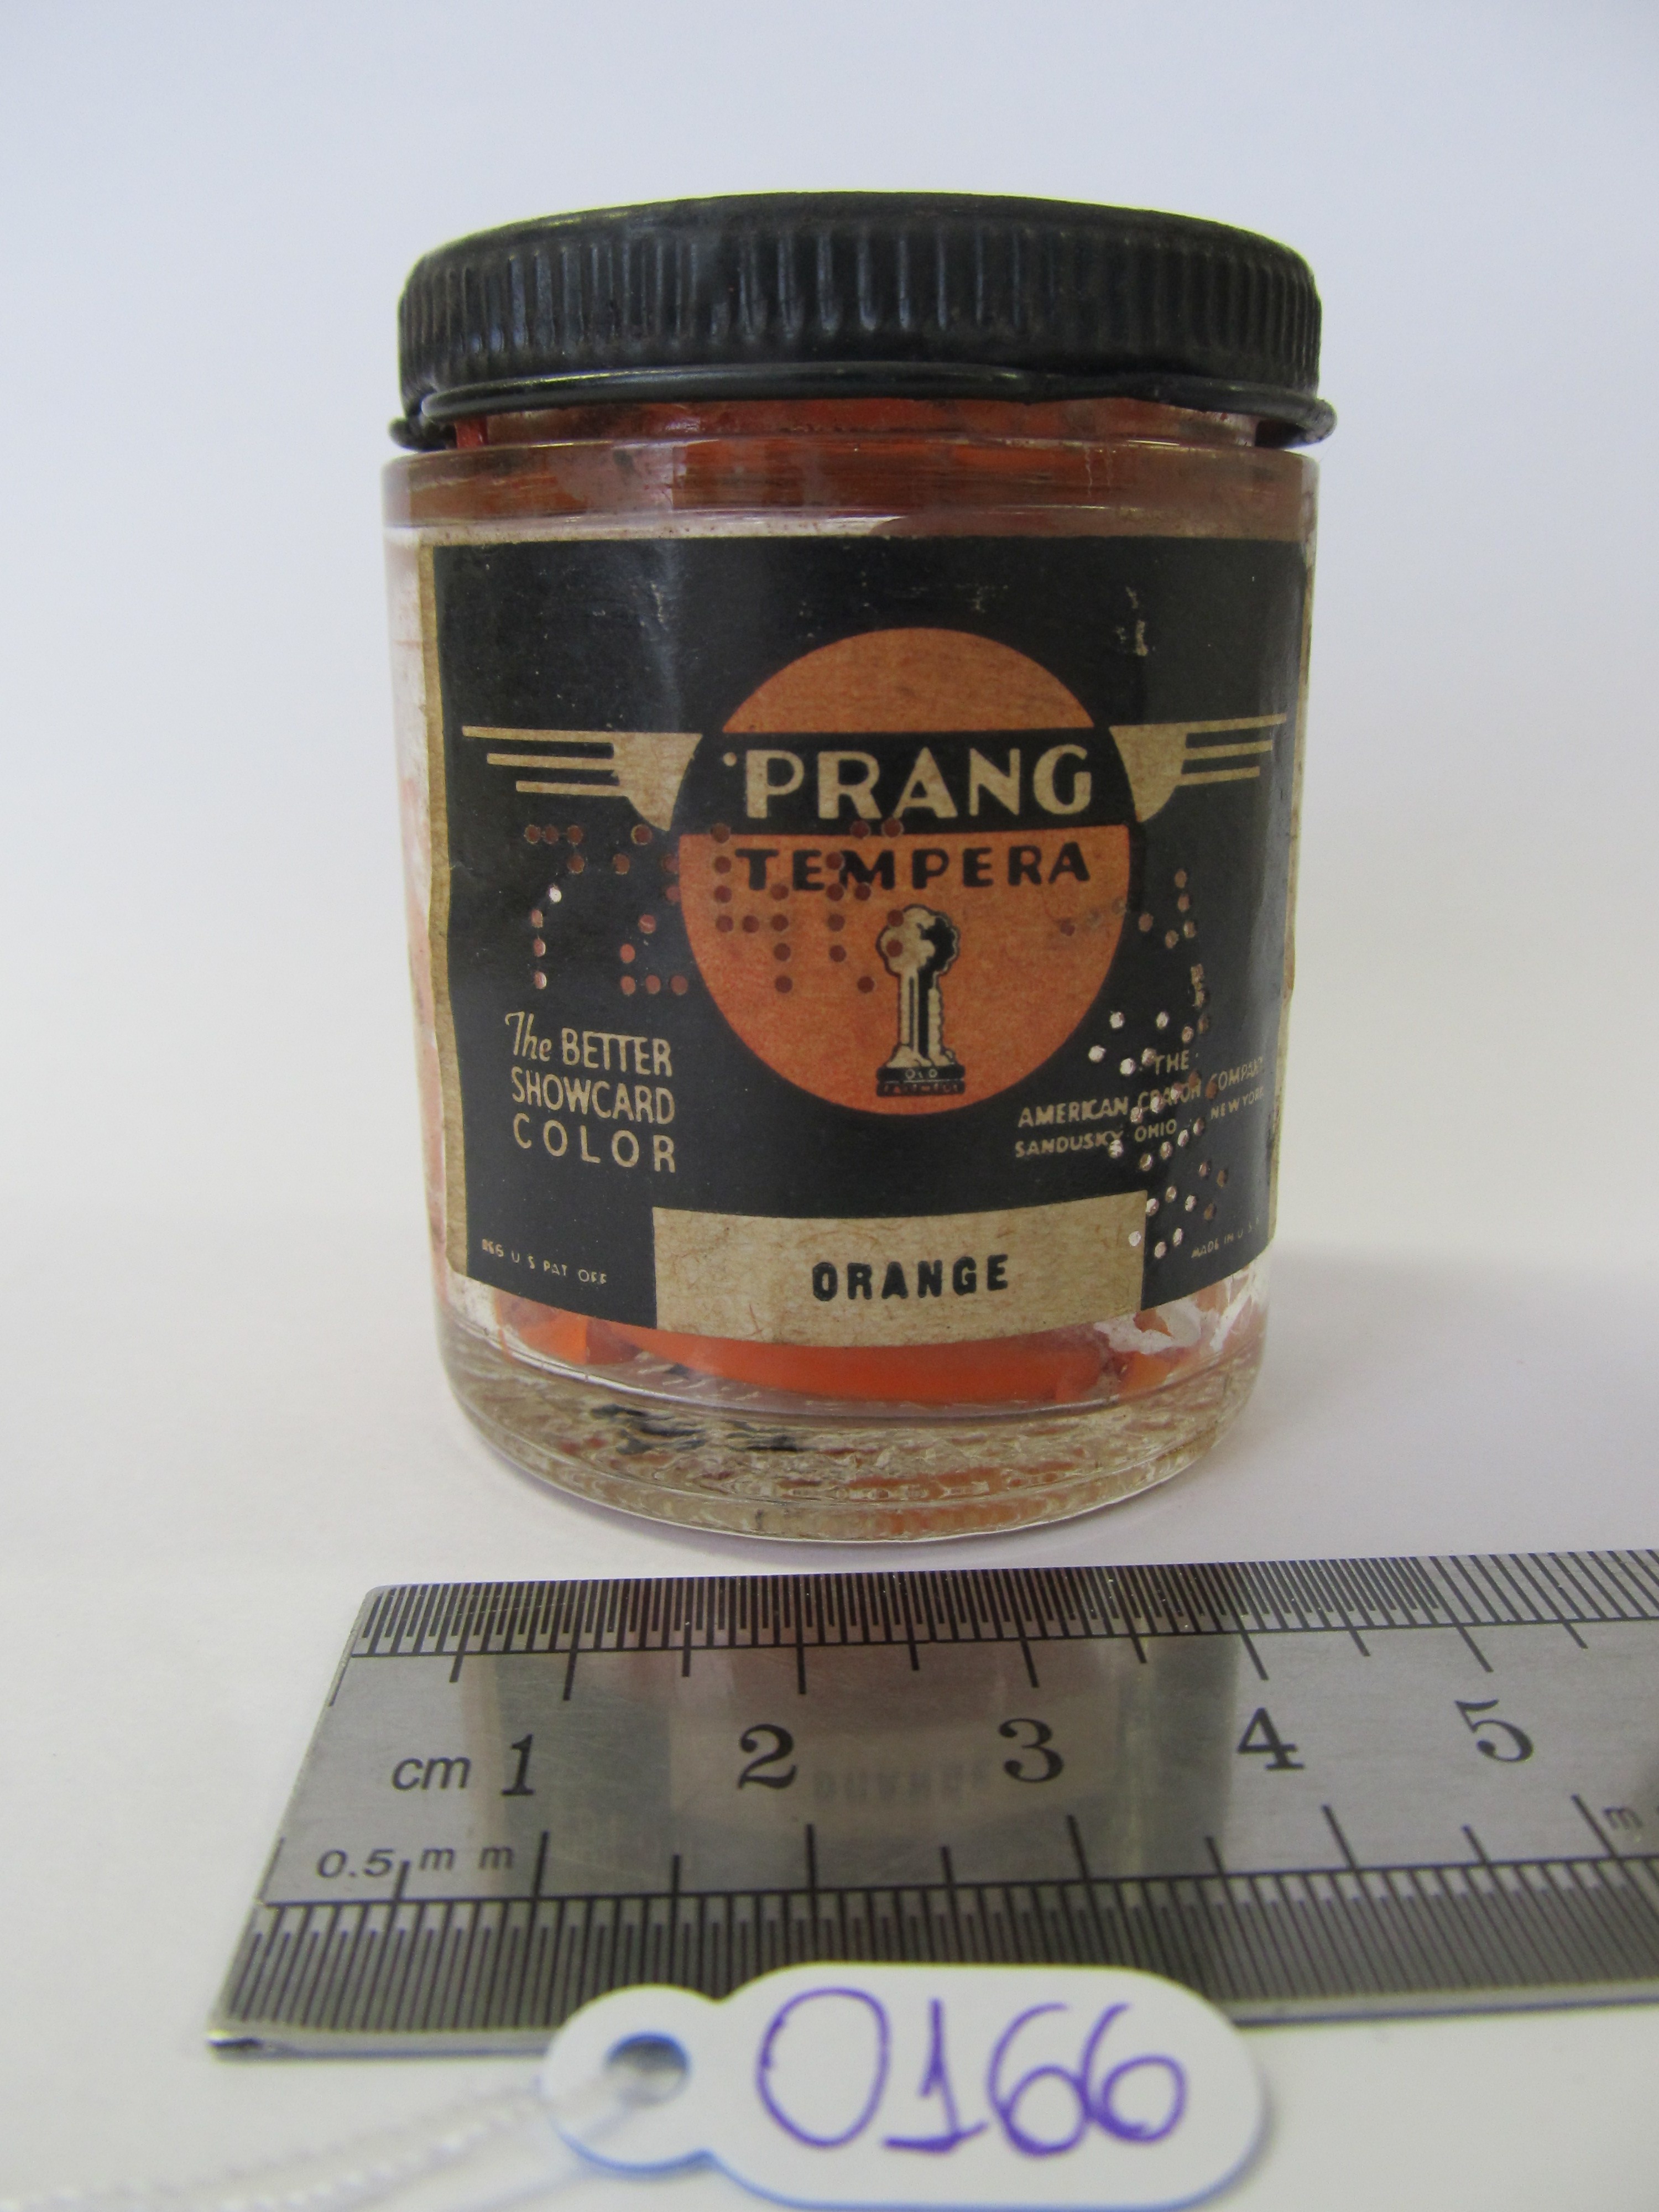 'PRANG
TEMPERA
OLD
FAITHFUL
The BETTER
SHOWCARD
COLOR
THE
AMERICAN CRAYON COMPANY
SANDUSKY OHIO NEW YORK
REG U S PAT OFF
MADE IN U S A
ORANGE
cm 1 2 3 4 5
0.5 m m
0166